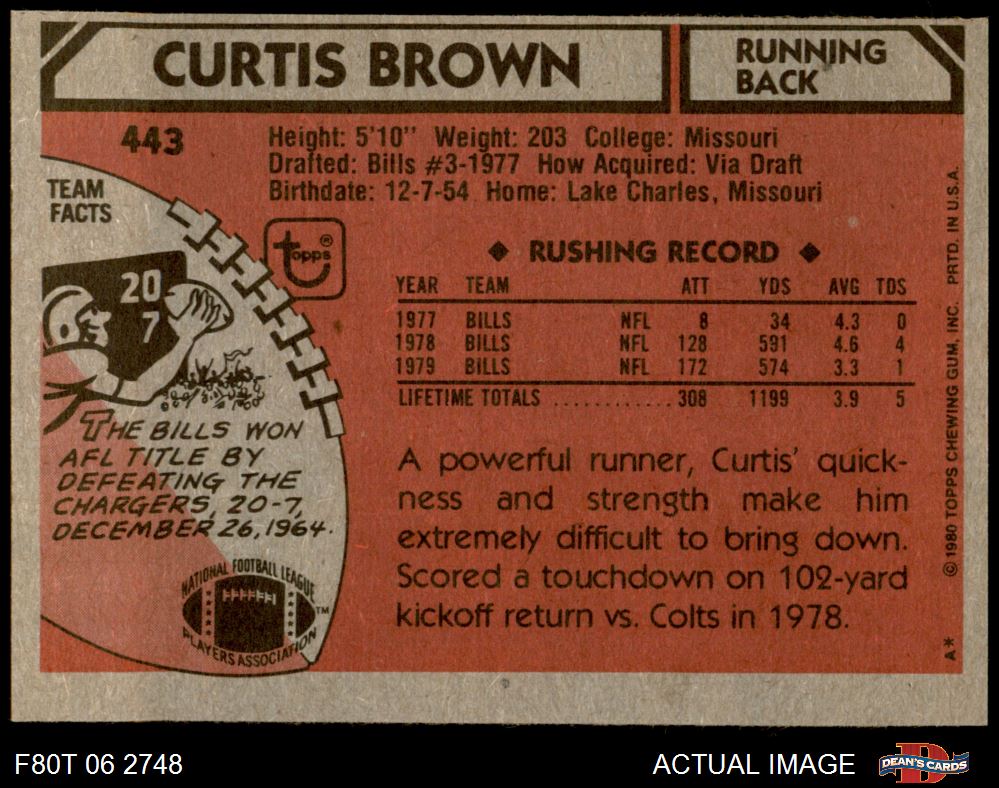 CURTIS BROWN
RUNNING
BACK
443
Height: 5'10" Weight: 203 College: Missouri
Drafted: Bills #3-1977 How Acquired: Via Draft
Birthdate: 12-7-54 Home: Lake Charles, Missouri
TEAM
FACTS
topps®
20
7
THE BILLS WON
AFL TITLE BY
DEFEATING THE
CHARGERS, 20-7,
DECEMBER 26, 1964.
NATIONAL FOOTBALL LEAGUE
PLAYERS ASSOCIATION
™
◆ RUSHING RECORD ◆
YEAR TEAM ATT YDS AVG TDS
1977 BILLS NFL 8 34 4.3 0
1978 BILLS NFL 128 591 4.6 4
1979 BILLS NFL 172 574 3.3 1
LIFETIME TOTALS ............ 308 1199 3.9 5
A powerful runner, Curtis' quick-
ness and strength make him
extremely difficult to bring down.
Scored a touchdown on 102-yard
kickoff return vs. Colts in 1978.
A* © 1980 TOPPS CHEWING GUM, INC. PRTD. IN U.S.A.
F80T 06 2748
ACTUAL IMAGE
D
DEAN'S CARDS